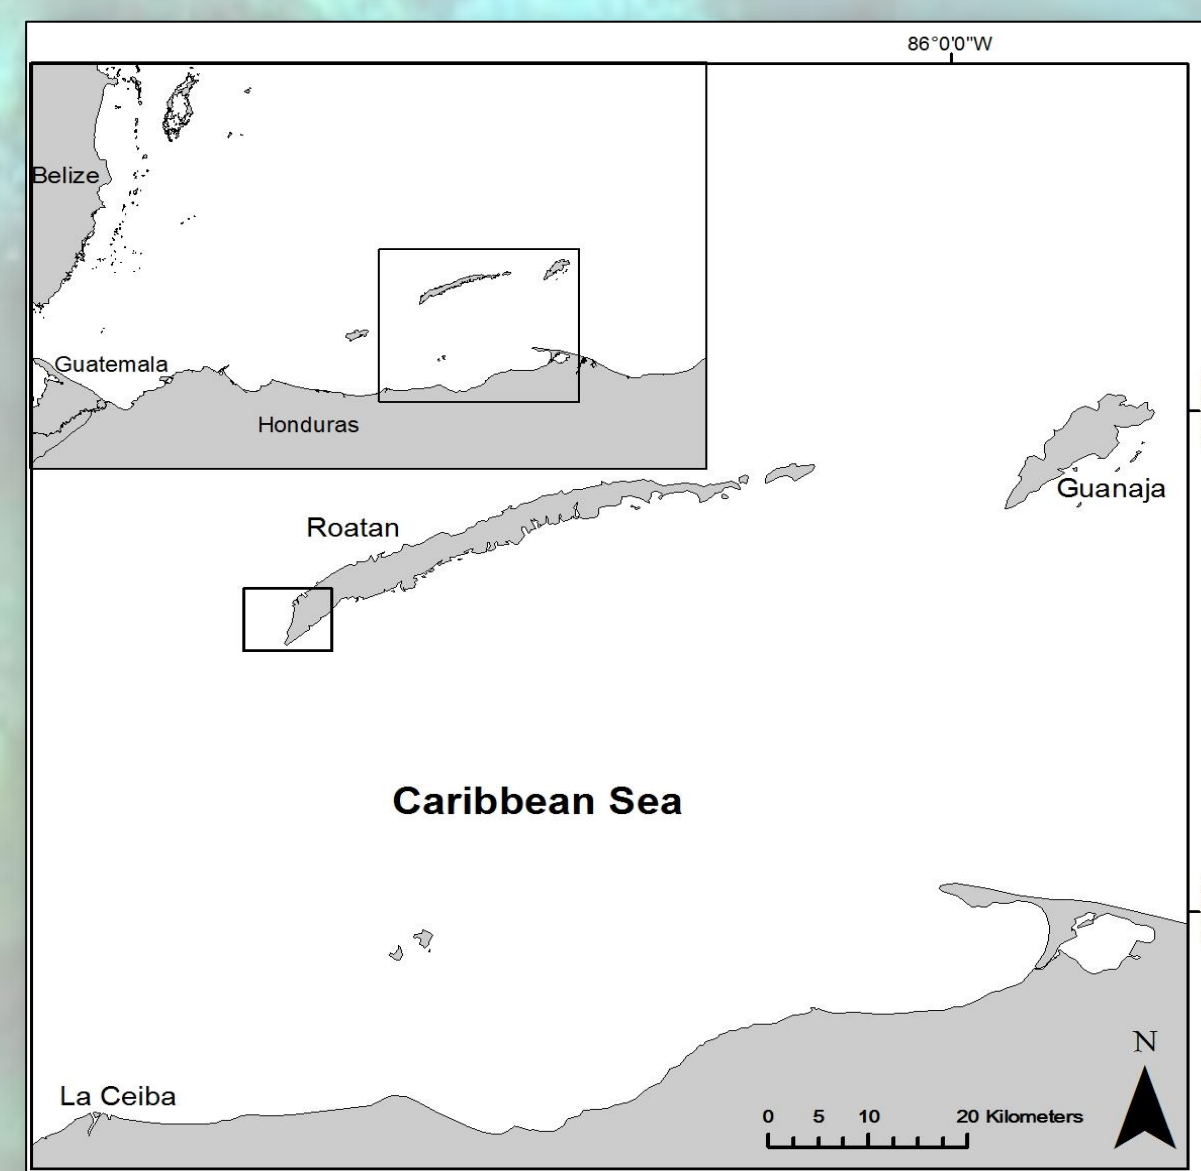 86°0'0"W
Belize
Guatemala
Honduras
Guanaja
Roatan
Caribbean Sea
La Ceiba
N
0 5 10 20 Kilometers